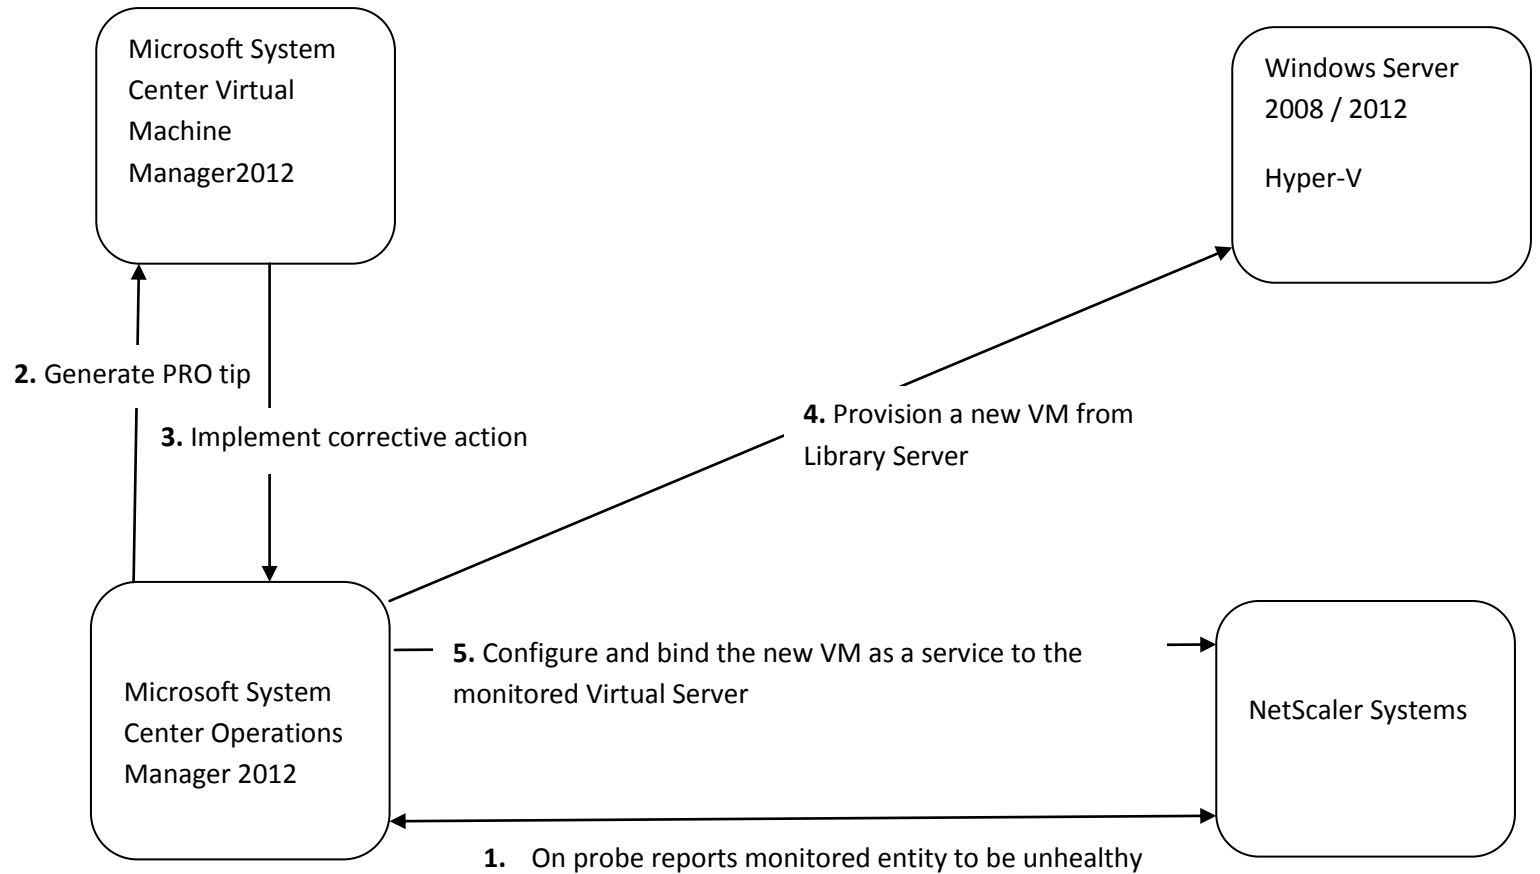 Microsoft System
Center Virtual
Machine
Manager2012
Windows Server
2008 / 2012
Hyper-V
2. Generate PRO tip
3. Implement corrective action
4. Provision a new VM from
Library Server
5. Configure and bind the new VM as a service to the
monitored Virtual Server
Microsoft System
Center Operations
Manager 2012
NetScaler Systems
1. On probe reports monitored entity to be unhealthy